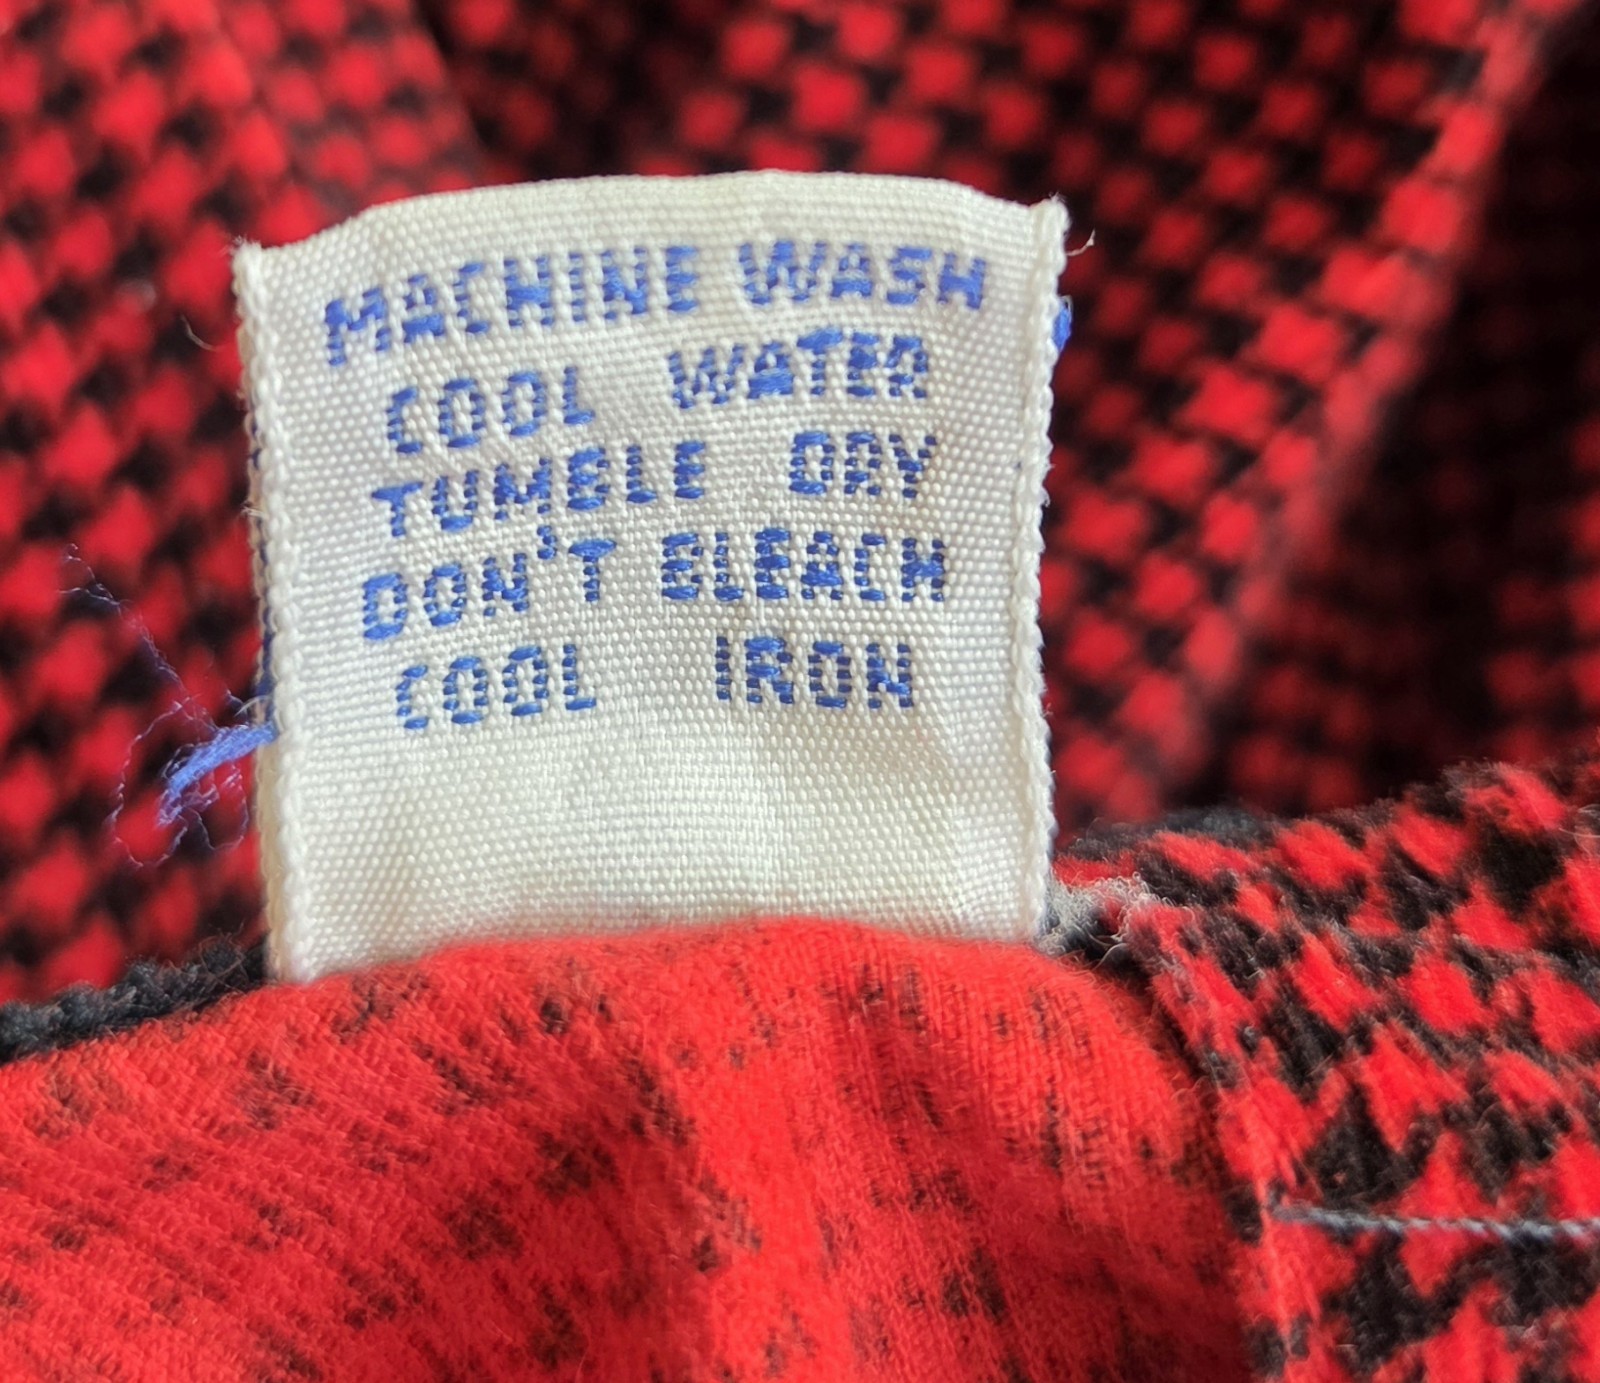 MACHINE WASH
COOL WATER
TUMBLE DRY
DON'T BLEACH
COOL IRON